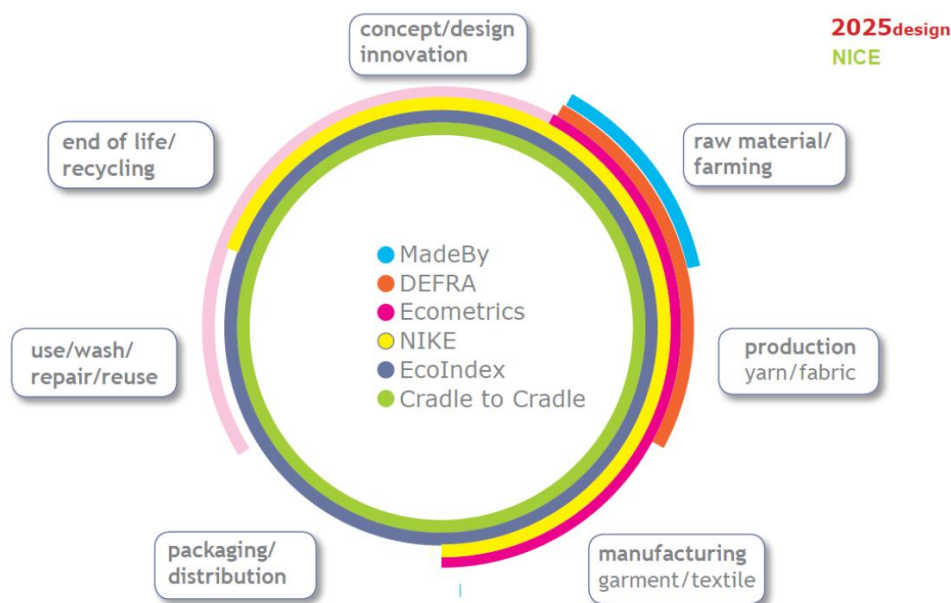 concept/design
innovation
2025design
NICE
end of life/
recycling
raw material/
farming
MadeBy
DEFRA
Ecometrics
NIKE
EcoIndex
Cradle to Cradle
use/wash/
repair/reuse
production
yarn/fabric
packaging/
distribution
manufacturing
garment/textile